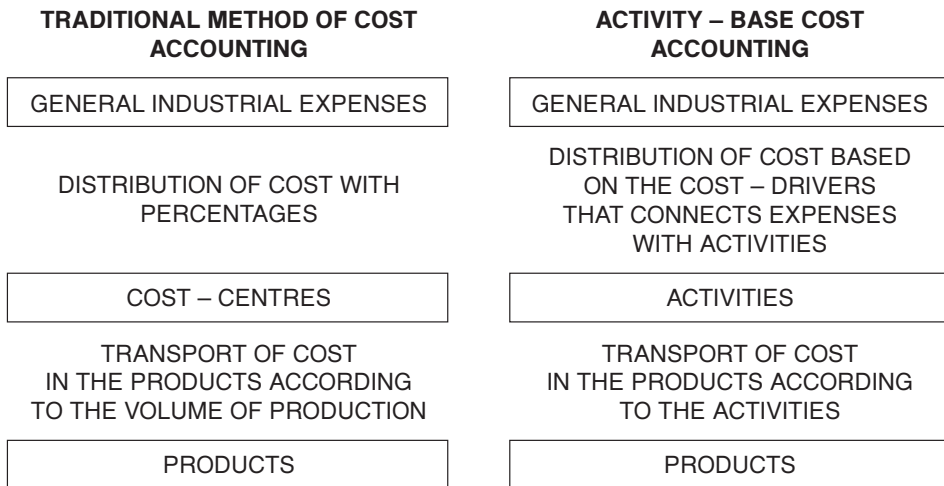 TRADITIONAL METHOD OF COST
ACCOUNTING
GENERAL INDUSTRIAL EXPENSES
DISTRIBUTION OF COST WITH
PERCENTAGES
COST – CENTRES
TRANSPORT OF COST
IN THE PRODUCTS ACCORDING
TO THE VOLUME OF PRODUCTION
PRODUCTS
ACTIVITY – BASE COST
ACCOUNTING
GENERAL INDUSTRIAL EXPENSES
DISTRIBUTION OF COST BASED
ON THE COST – DRIVERS
THAT CONNECTS EXPENSES
WITH ACTIVITIES
ACTIVITIES
TRANSPORT OF COST
IN THE PRODUCTS ACCORDING
TO THE ACTIVITIES
PRODUCTS